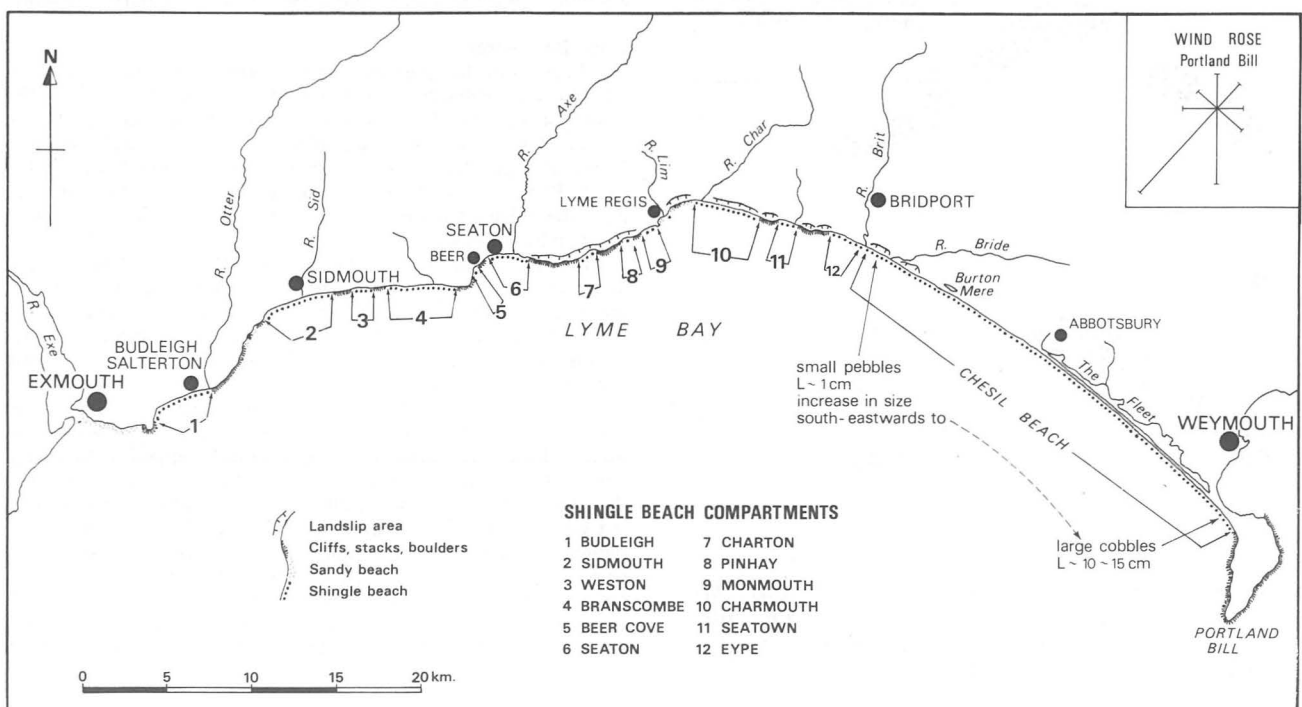 WIND ROSE
Portland Bill
N
R. Otter
R. Sid
R. Axe
R. Lim
R. Char
R. Brit
R. Exe
LYME REGIS
BRIDPORT
SEATON
BEER
R. Bride
SIDMOUTH
Burton
Mere
ABBOTSBURY
BUDLEIGH
SALTERTON
EXMOUTH
The Fleet
WEYMOUTH
1
2
3
4
5
6
7
8
9
10
11
12
LYME BAY
small pebbles
L ~ 1 cm
increase in size
south-eastwards to
CHESIL BEACH
large cobbles
L ~ 10 ~ 15 cm
PORTLAND
BILL
Landslip area
Cliffs, stacks, boulders
Sandy beach
Shingle beach
SHINGLE BEACH COMPARTMENTS
1 BUDLEIGH 7 CHARTON
2 SIDMOUTH 8 PINHAY
3 WESTON 9 MONMOUTH
4 BRANSCOMBE 10 CHARMOUTH
5 BEER COVE 11 SEATOWN
6 SEATON 12 EYPE
0 5 10 15 20 km.